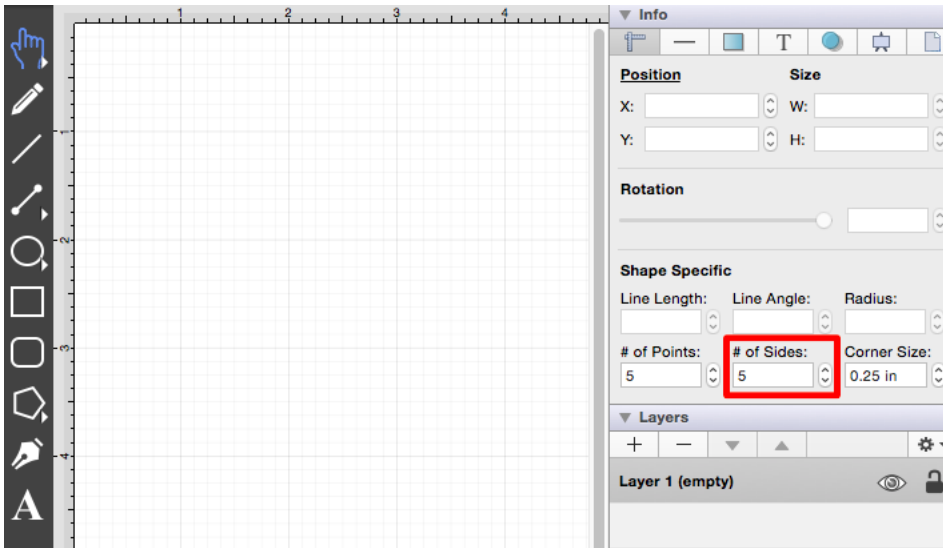 1 2 3 4
Info
T
Position Size
X: W:
Y: H:
1
Rotation
2
Shape Specific
Line Length: Line Angle: Radius:
3
# of Points: # of Sides: Corner Size:
5 5 0.25 in
Layers
4
Layer 1 (empty)
A